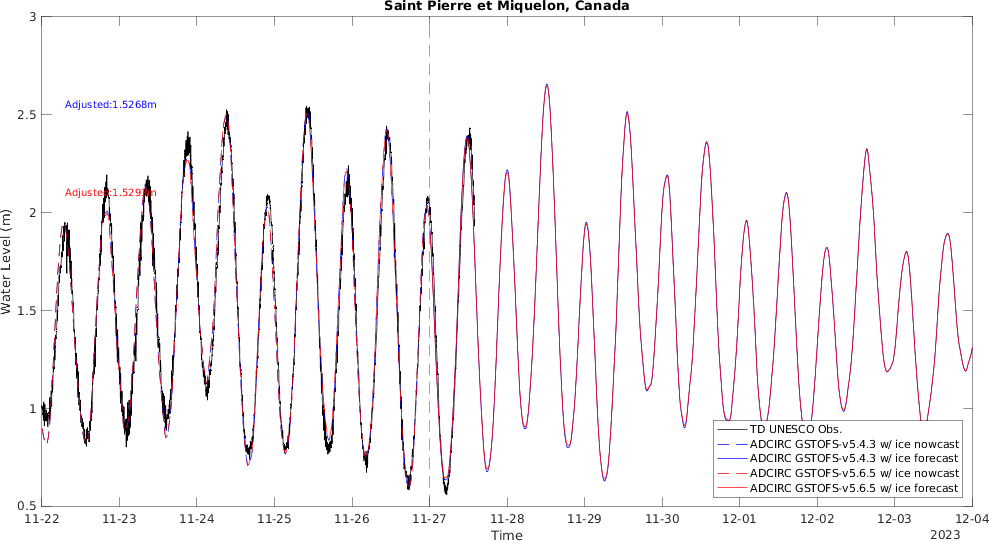 Saint Pierre et Miquelon, Canada
3
2.5
2
1.5
1
0.5
Water Level (m)
Adjusted:1.5268m
Adjusted:1.529 m
TD UNESCO Obs.
ADCIRC GSTOFS-v5.4.3 w/ ice nowcast
ADCIRC GSTOFS-v5.4.3 w/ ice forecast
ADCIRC GSTOFS-v5.6.5 w/ ice nowcast
ADCIRC GSTOFS-v5.6.5 w/ ice forecast
11-22 11-23 11-24 11-25 11-26 11-27 11-28 11-29 11-30 12-01 12-02 12-03 12-04
Time
2023